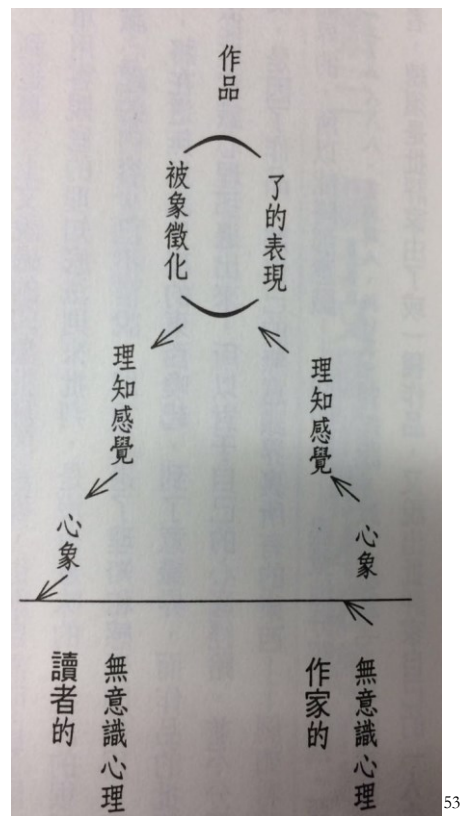 作品
（被象徵化
了的表現）
理知感覺
理知感覺
心象
心象
無意識心理
作家的
無意識心理
讀者的
53